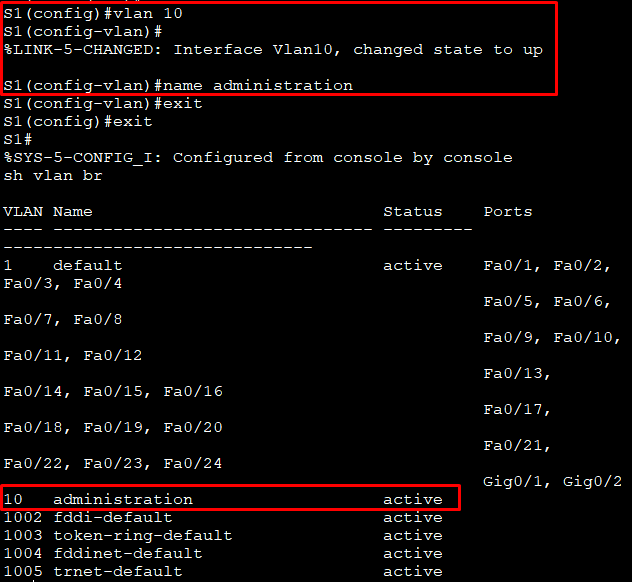 S1(config)#vlan 10
S1(config-vlan)#
%LINK-5-CHANGED: Interface Vlan10, changed state to up
S1(config-vlan)#name administration
S1(config-vlan)#exit
S1(config)#exit
S1#
%SYS-5-CONFIG_I: Configured from console by console
sh vlan br
VLAN Name                             Status    Ports
---- -------------------------------- ---------
-------------------------------
1    default                          active    Fa0/1, Fa0/2,
Fa0/3, Fa0/4
                                                Fa0/5, Fa0/6,
Fa0/7, Fa0/8
                                                Fa0/9, Fa0/10,
Fa0/11, Fa0/12
                                                Fa0/13,
Fa0/14, Fa0/15, Fa0/16
                                                Fa0/17,
Fa0/18, Fa0/19, Fa0/20
                                                Fa0/21,
Fa0/22, Fa0/23, Fa0/24
                                                Gig0/1, Gig0/2
10   administration                   active
1002 fddi-default                     active
1003 token-ring-default               active
1004 fddinet-default                  active
1005 trnet-default                    active